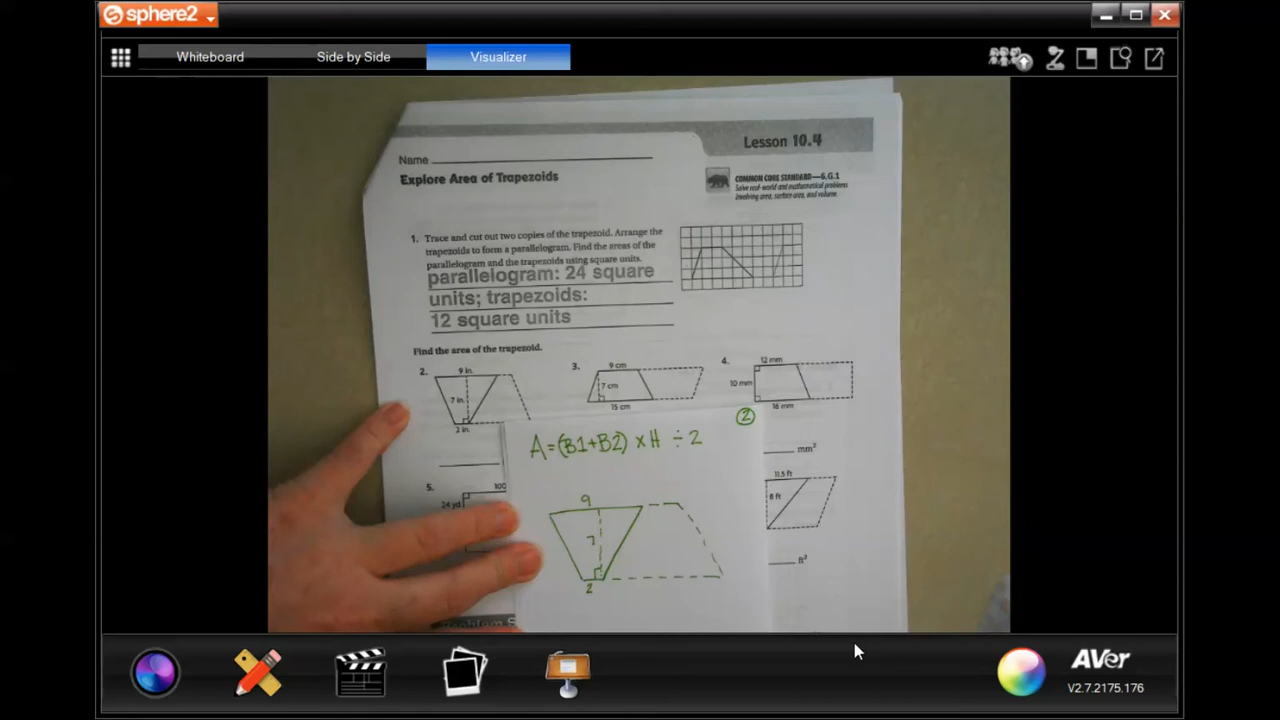 sphere2
Whiteboard
Side by Side
Visualizer
Lesson 10.4
Name
Explore Area of Trapezoids
COMMON CORE STANDARD—6.G.1
Solve real-world and mathematical problems
involving area, surface area, and volume.
1. Trace and cut out two copies of the trapezoid. Arrange the
trapezoids to form a parallelogram. Find the areas of the
parallelogram and the trapezoids using square units.
parallelogram: 24 square
units; trapezoids:
12 square units
Find the area of the trapezoid.
2.
9 in.
7 in.
2 in.
3.
9 cm
7 cm
15 cm
4.
12 mm
10 mm
16 mm
2
A=(B1+B2) x H ÷ 2
mm²
5.
100
24 yd
11.5 ft
8 ft
ft²
9
7
2
Problem S
AVer
V2.7.2175.176